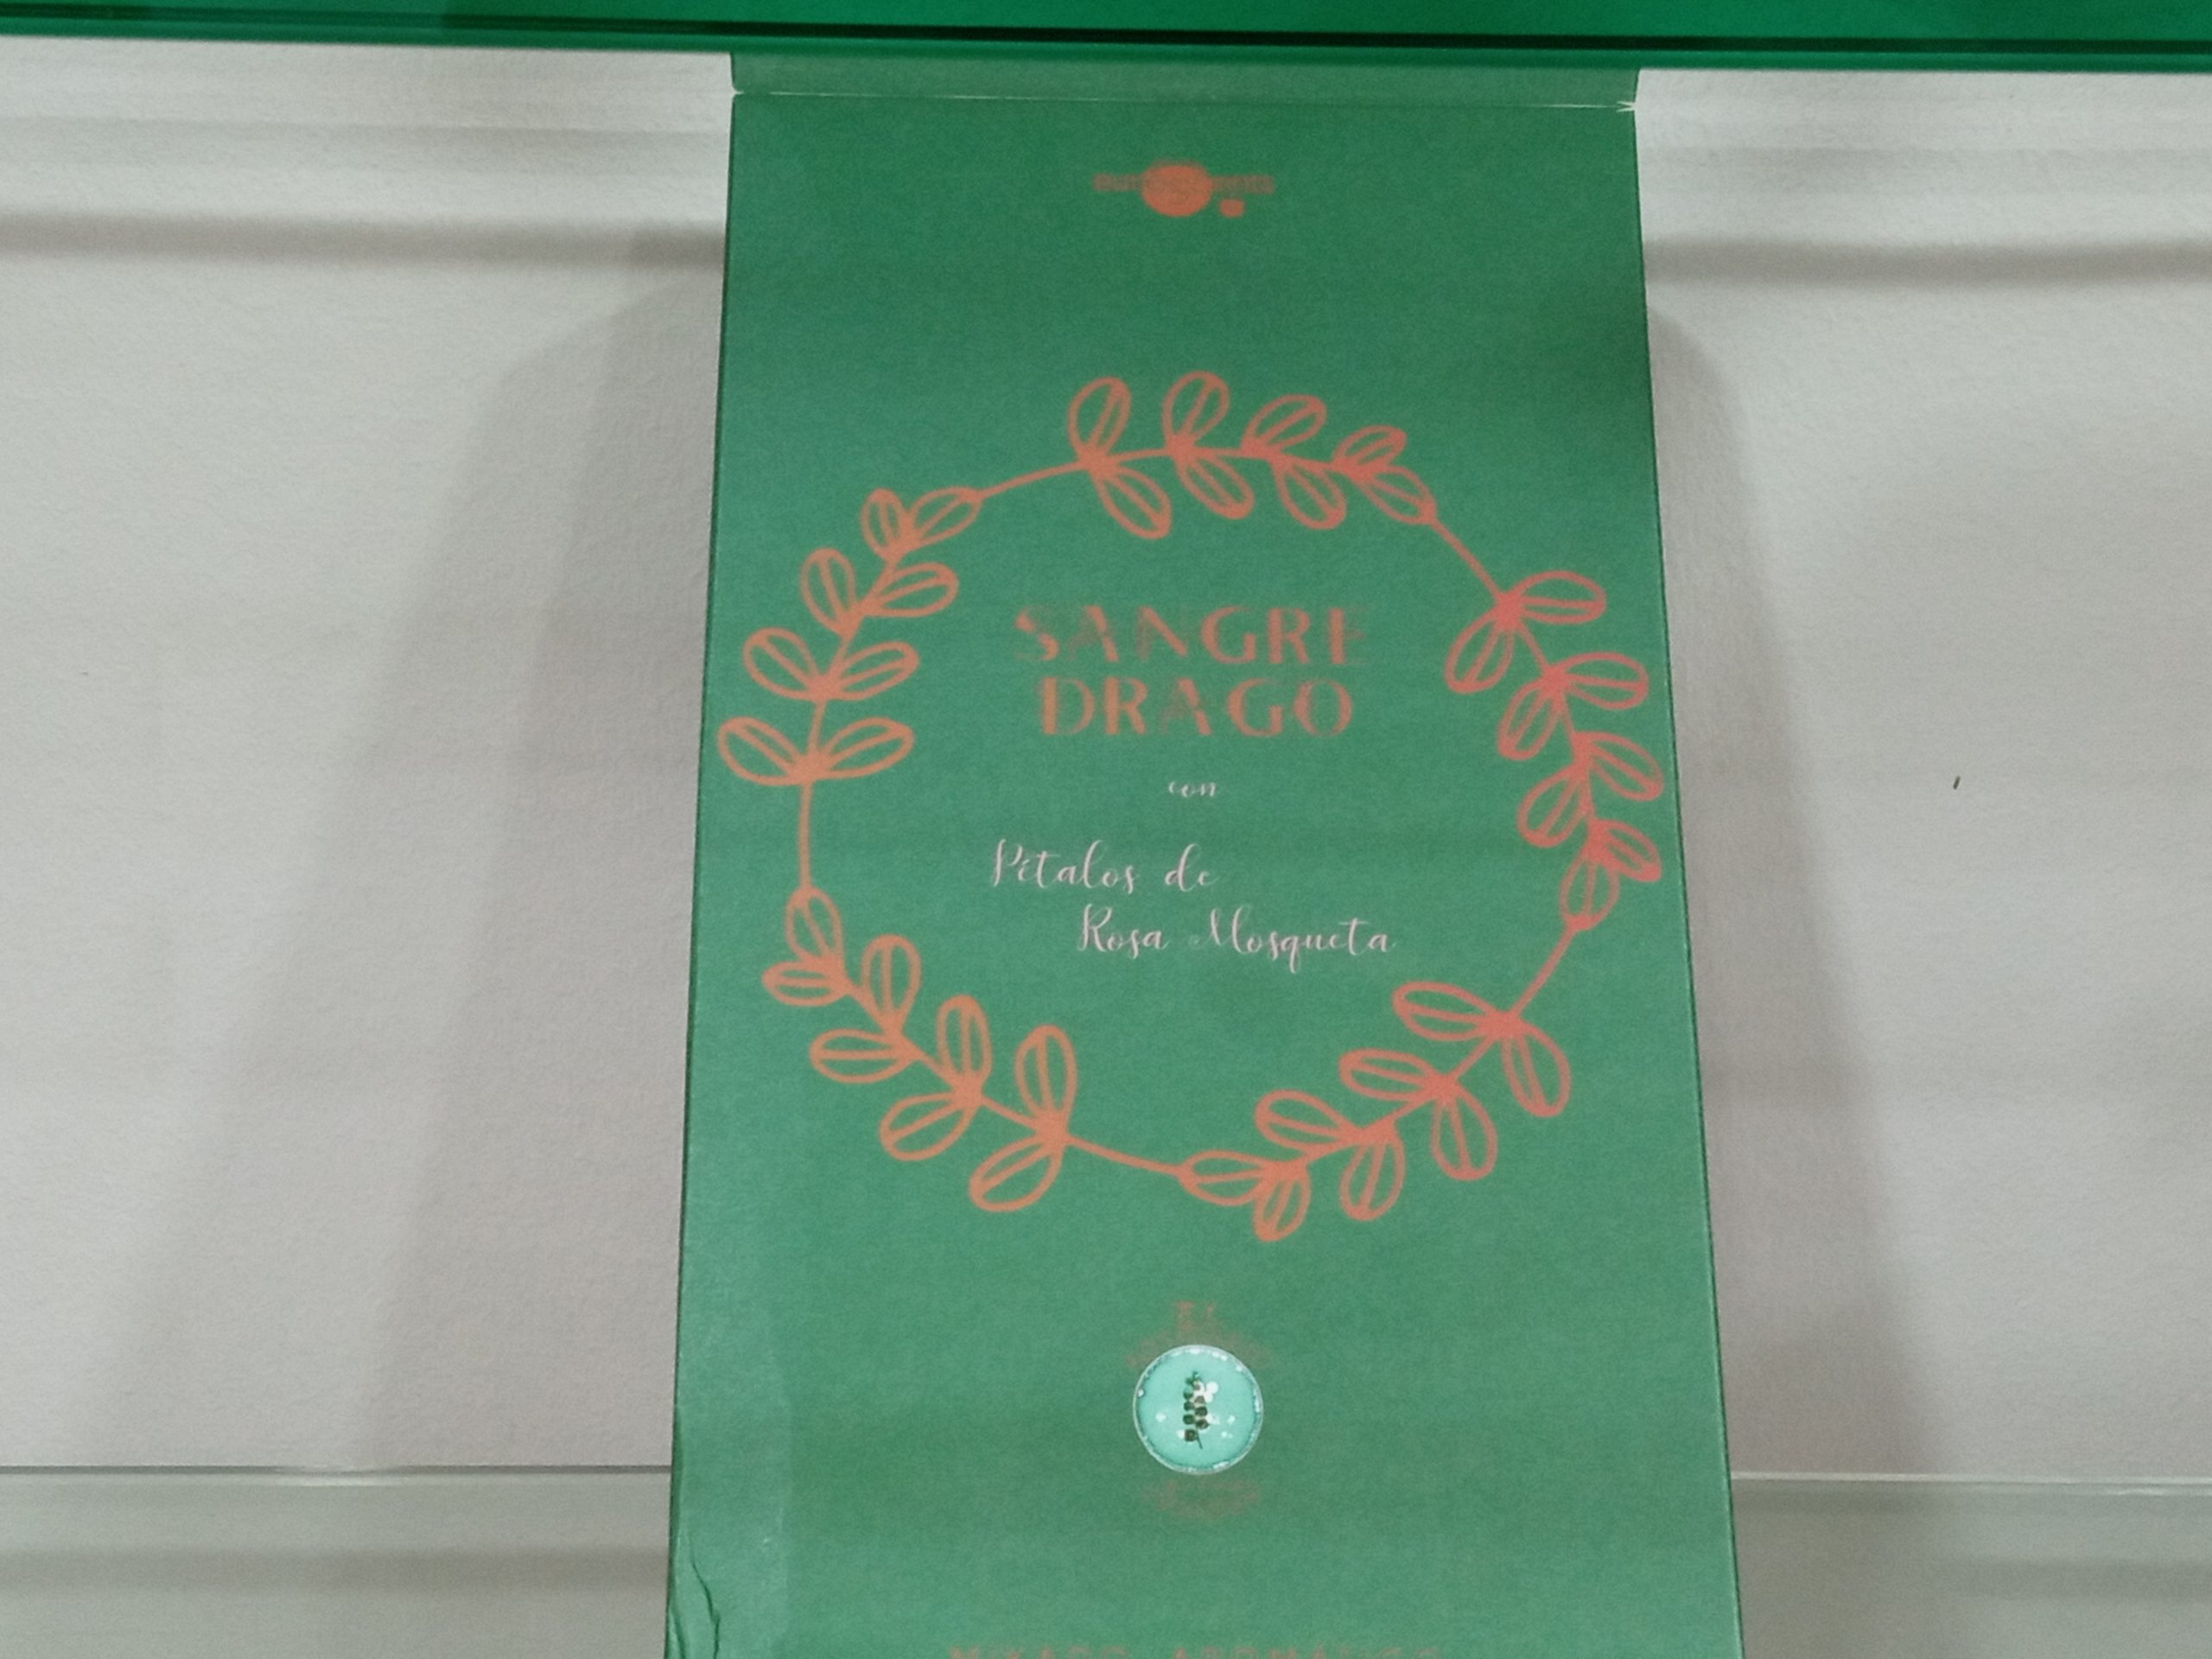 SANGRE
DRAGO
con
Pétalos de
Rosa Mosqueta